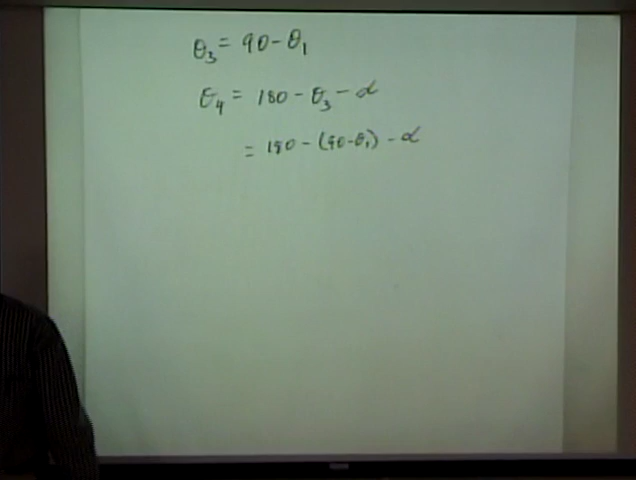 θ₃ = 90 - θ₁
θ₄ = 180 - θ₃ - α
= 180 - (90-θ₁) - α